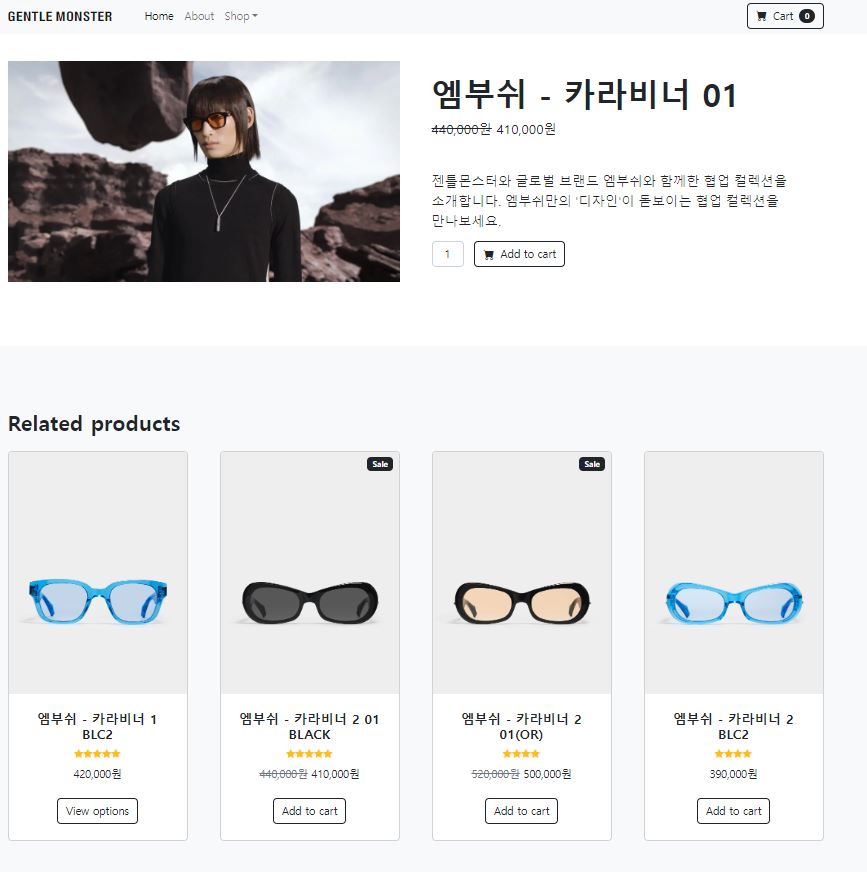 GENTLE MONSTER Home About Shop Cart 0
엠부쉬 - 카라비너 01
440,000원 410,000원
젠틀몬스터와 글로벌 브랜드 엠부쉬와 함께한 협업 컬렉션을
소개합니다. 엠부쉬만의 '디자인'이 돋보이는 협업 컬렉션을
만나보세요.
1 Add to cart
Related products
엠부쉬 - 카라비너 1
BLC2
420,000원
View options
Sale
엠부쉬 - 카라비너 2 01
BLACK
440,000원 410,000원
Add to cart
Sale
엠부쉬 - 카라비너 2
01(OR)
520,000원 500,000원
Add to cart
엠부쉬 - 카라비너 2
BLC2
390,000원
Add to cart